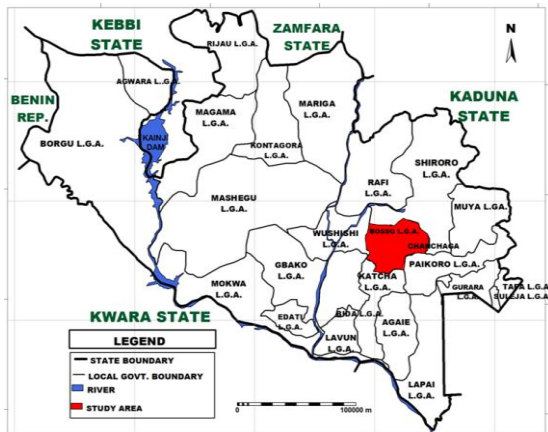 KEBBI
STATE
ZAMFARA
STATE
N
RIJAU L.G.A.
AGWARA L.G.A.
BENIN
REP.
KADUNA
STATE
MAGAMA
L.G.A.
MARIGA
L.G.A.
KAINJI
DAM
BORGU L.G.A.
KONTAGORA
L.G.A.
SHIRORO
L.G.A.
RAFI
L.G.A.
MASHEGU
L.G.A.
MUYA L.GA.
WUSHISHI
L.G.A.
BOSSO L.G.A.
CHANCHAGA
GBAKO
L.G.A.
KATCHA
L.G.A.
PAIKORO L.G.A.
MOKWA
L.G.A.
GURARA
L.G.A.
TAFA L.G.A
SULEJA L.G.A.
KWARA STATE
EDATI
L.G.A.
BIDA L.G.A.
AGAIE
L.G.A.
LAVUN
L.G.A.
LAPAI
L.G.A.
LEGEND
STATE BOUNDARY
LOCAL GOVT. BOUNDARY
RIVER
STUDY AREA
0
100000 m